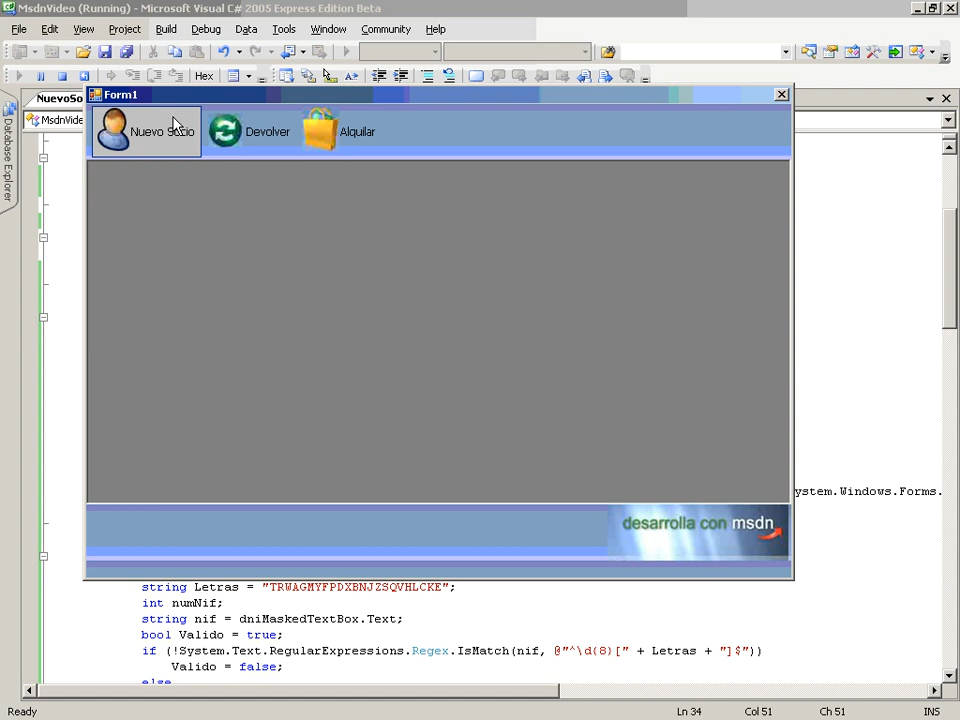 MsdnVideo (Running) - Microsoft Visual C# 2005 Express Edition Beta
File Edit View Project Build Debug Data Tools Window Community Help
Hex
NuevoSo
Form1
MsdnVide
Nuevo Socio Devolver Alquilar
Database Explorer
ystem.Windows.Forms.
desarrolla con msdn
string Letras = "TRWAGMYFPDXBNJZSQVHLCKE";
int numNif;
string nif = dniMaskedTextBox.Text;
bool Valido = true;
if (!System.Text.RegularExpressions.Regex.IsMatch(nif, @"^\d{8}[" + Letras + "]$"))
Valido = false;
else
Ready Ln 34 Col 51 Ch 51 INS